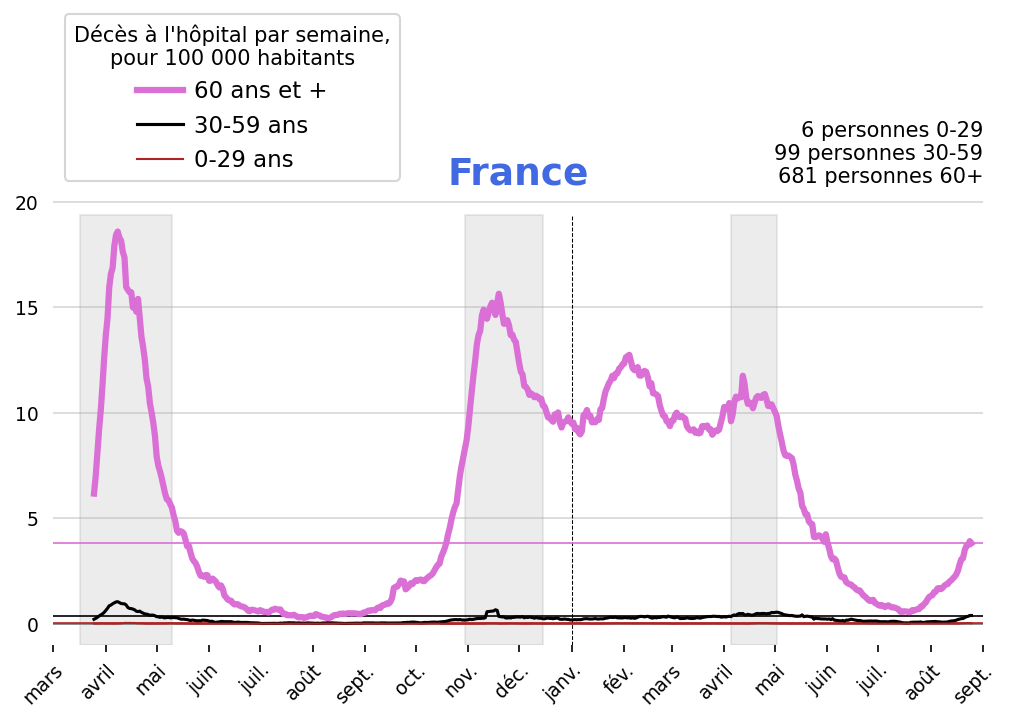 Décès à l'hôpital par semaine,
pour 100 000 habitants
60 ans et +
30-59 ans
0-29 ans
6 personnes 0-29
99 personnes 30-59
681 personnes 60+
France
20
15
10
5
0
mars
avril
mai
juin
juil.
août
sept.
oct.
nov.
déc.
janv.
fév.
mars
avril
mai
juin
juil.
août
sept.